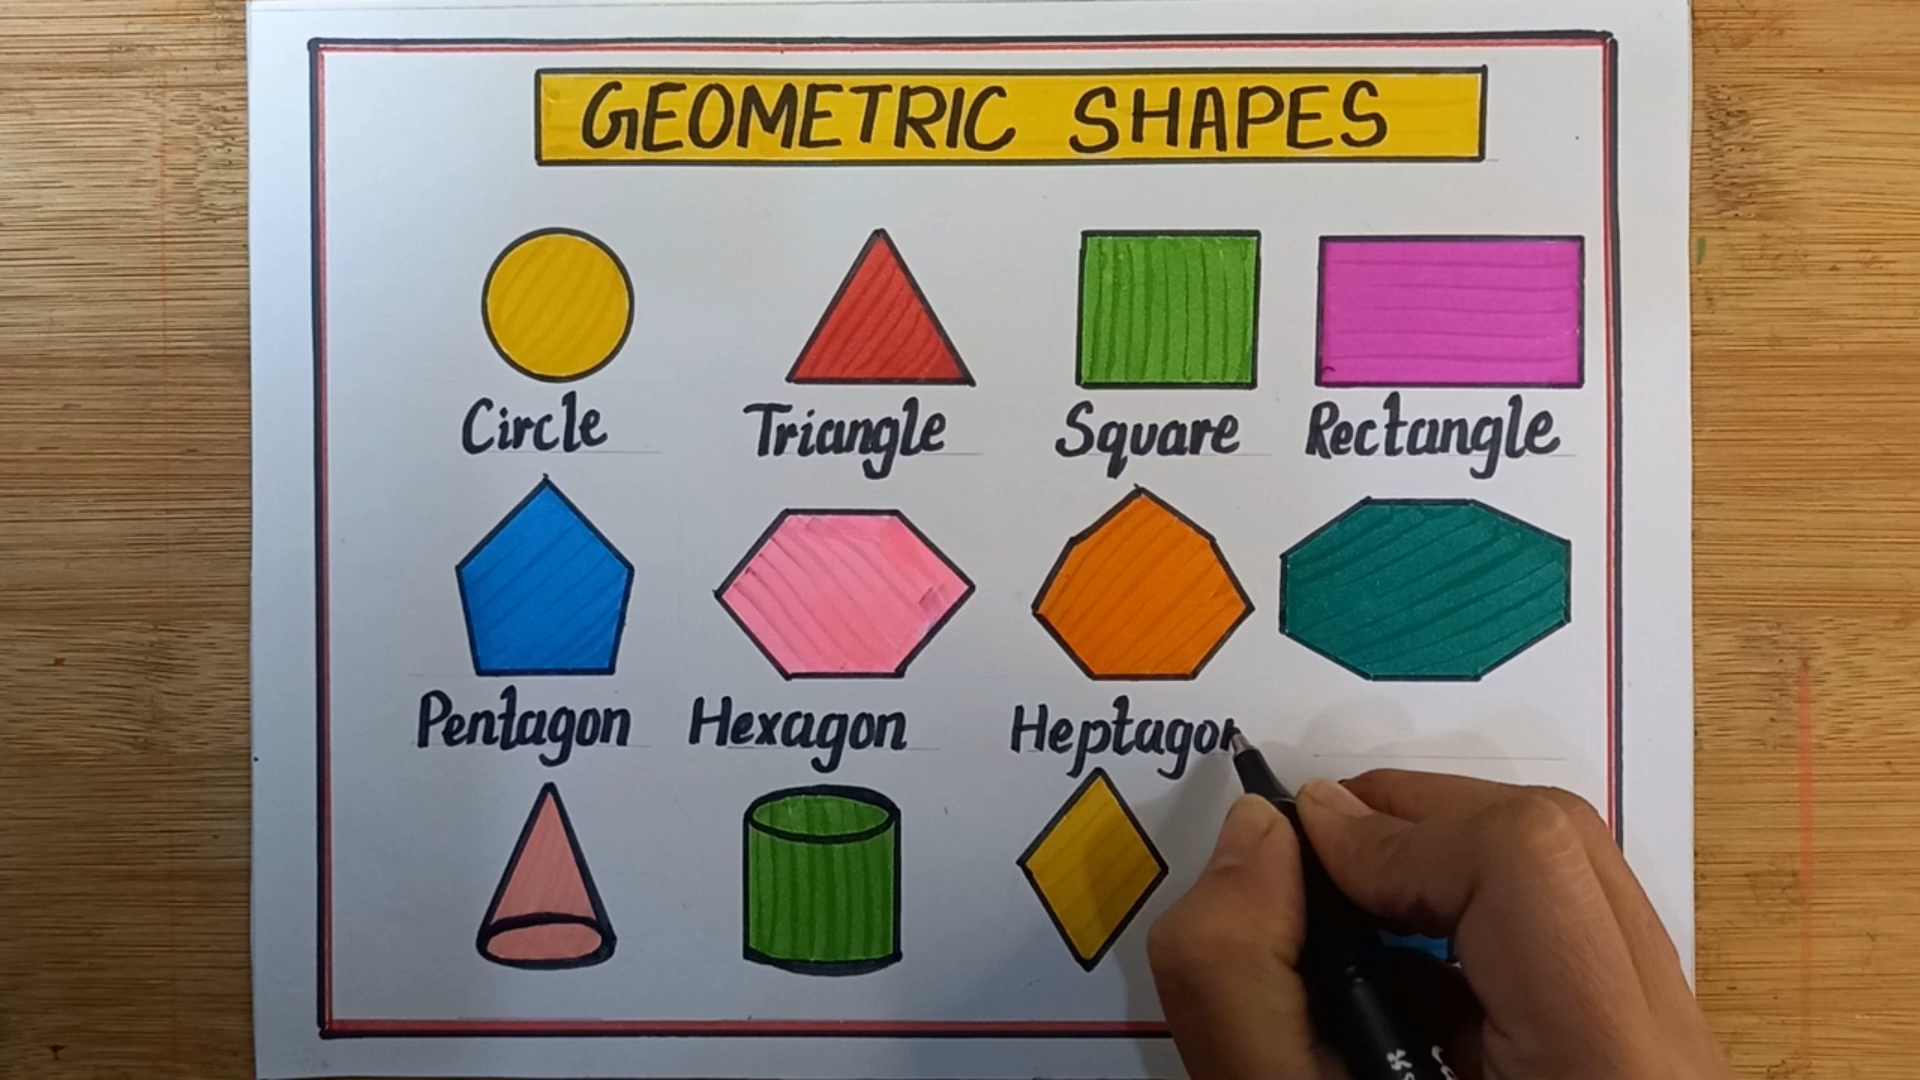 GEOMETRIC SHAPES
Circle Triangle Square Rectangle
Pentagon Hexagon Heptagon